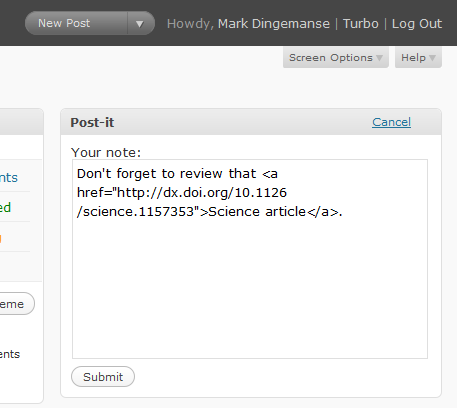 New Post ▼ Howdy, Mark Dingemanse | Turbo | Log Out
Screen Options ▼ Help ▼
Post-it Cancel
Your note:
Don't forget to review that <a
href="http://dx.doi.org/10.1126
/science.1157353">Science article</a>.
Submit
nts
ed
eme
ents